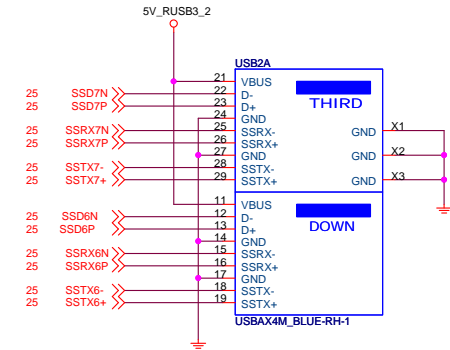 5V_RUSB3_2
USB2A
21 VBUS
25 SSD7N 22 D-
25 SSD7P 23 D+
THIRD
24 GND
25 SSRX7N 25 SSRX-
GND X1
25 SSRX7P 26 SSRX+
27 GND
GND X2
25 SSTX7- 28 SSTX-
25 SSTX7+ 29 SSTX+
GND X3
11 VBUS
25 SSD6N 12 D-
25 SSD6P 13 D+
DOWN
14 GND
25 SSRX6N 15 SSRX-
25 SSRX6P 16 SSRX+
17 GND
25 SSTX6- 18 SSTX-
25 SSTX6+ 19 SSTX+
USBAX4M_BLUE-RH-1